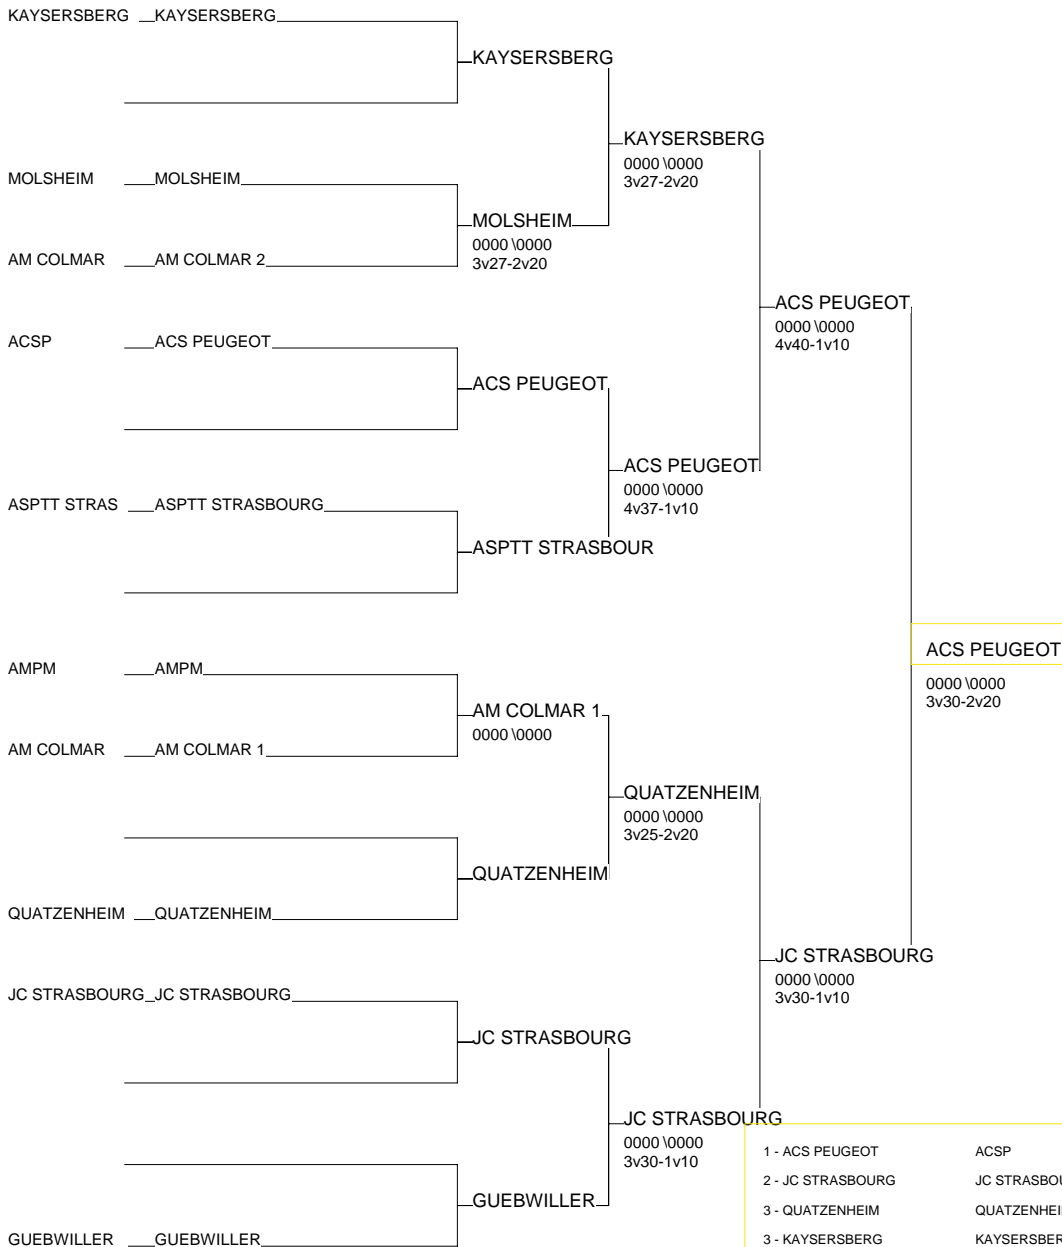 KAYSERSBERG KAYSERSBERG
KAYSERSBERG
KAYSERSBERG
0000 \0000
3v27-2v20
MOLSHEIM MOLSHEIM
MOLSHEIM
0000 \0000
3v27-2v20
AM COLMAR AM COLMAR 2
ACS PEUGEOT
0000 \0000
4v40-1v10
ACSP ACS PEUGEOT
ACS PEUGEOT
ACS PEUGEOT
0000 \0000
4v37-1v10
ASPTT STRAS ASPTT STRASBOURG
ASPTT STRASBOUR
ACS PEUGEOT
0000 \0000
3v30-2v20
AMPM AMPM
AM COLMAR 1
0000 \0000
AM COLMAR AM COLMAR 1
QUATZENHEIM
0000 \0000
3v25-2v20
QUATZENHEIM
QUATZENHEIM QUATZENHEIM
JC STRASBOURG
0000 \0000
3v30-1v10
JC STRASBOURG JC STRASBOURG
JC STRASBOURG
JC STRASBOURG
0000 \0000
3v30-1v10
GUEBWILLER
GUEBWILLER GUEBWILLER
1 - ACS PEUGEOT ACSP
2 - JC STRASBOURG JC STRASBOU
3 - QUATZENHEIM QUATZENHEI
3 - KAYSERSBERG KAYSERSBER